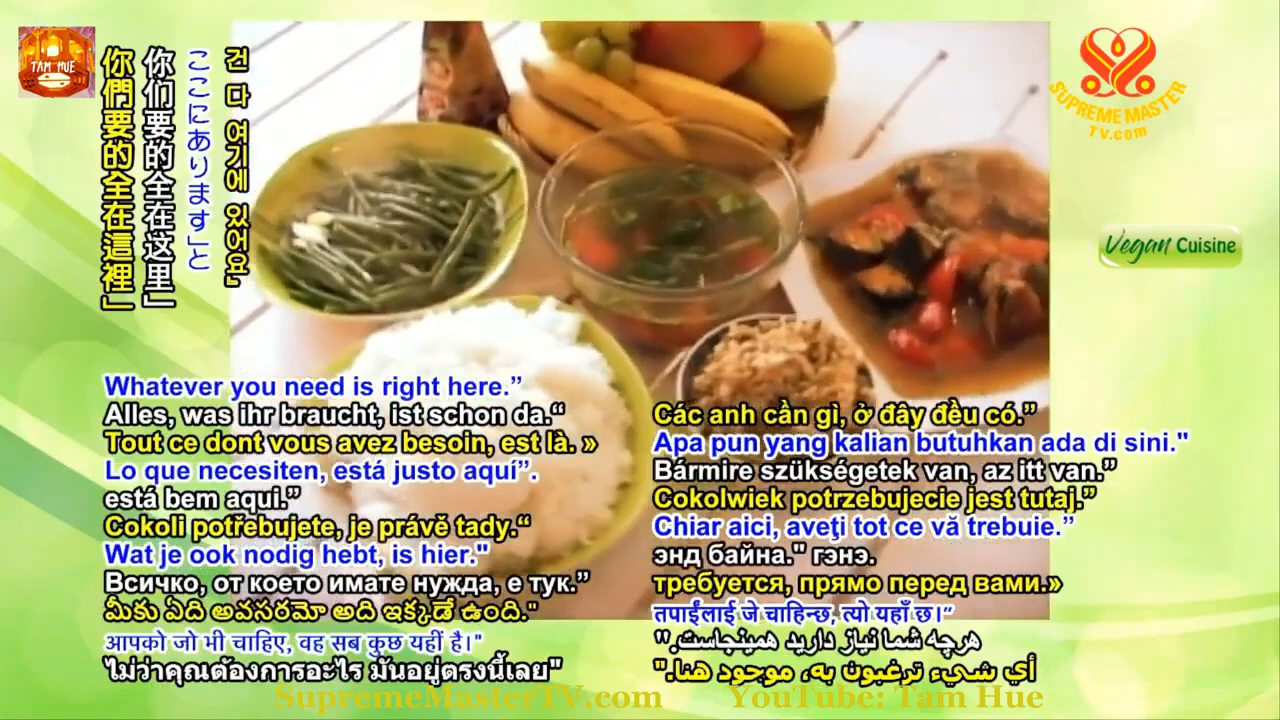 TAM HUE
你們要的全在這裡」
你们要的全在这里」
ここにあります」と
건 다 여기에 있어여」
SUPREME MASTER
TV.com
Vegan Cuisine
Whatever you need is right here.”
Alles, was ihr braucht, ist schon da.“
Tout ce dont vous avez besoin, est là. »
Lo que necesiten, está justo aquí”.
está bem aqui.”
Cokoli potřebujete, je právě tady.“
Wat je ook nodig hebt, is hier."
Всичко, от което имате нужда, е тук.”
మీకు ఏది అవసరమో అది ఇక్కడే ఉంది."
आपको जो भी चाहिए, वह सब कुछ यहीं है।"
ไม่ว่าคุณต้องการอะไร มันอยู่ตรงนี้เลย"
Các anh cần gì, ở đây đều có.”
Apa pun yang kalian butuhkan ada di sini."
Bármire szükségetek van, az itt van.”
Cokolwiek potrzebujecie jest tutaj.”
Chiar aici, aveţi tot ce vă trebuie.”
энд байна." гэнэ.
требуется, прямо перед вами.»
तपाईंलाई जे चाहिन्छ, त्यो यहाँ छ।”
هرچه شما نیاز دارید همینجاست."
أي شيء ترغبون به، موجود هنا."
SupremeMasterTV.com
YouTube: Tam Hue